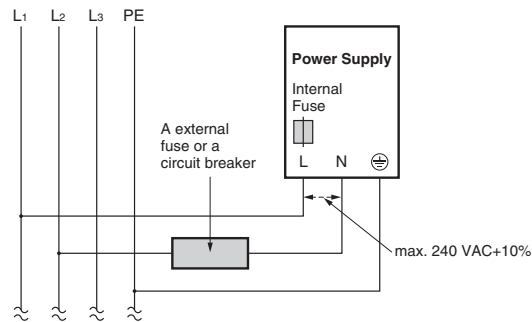 L1 L2 L3 PE
Power Supply
Internal
Fuse
A external
fuse or a
circuit breaker
L N
max. 240 VAC+10%